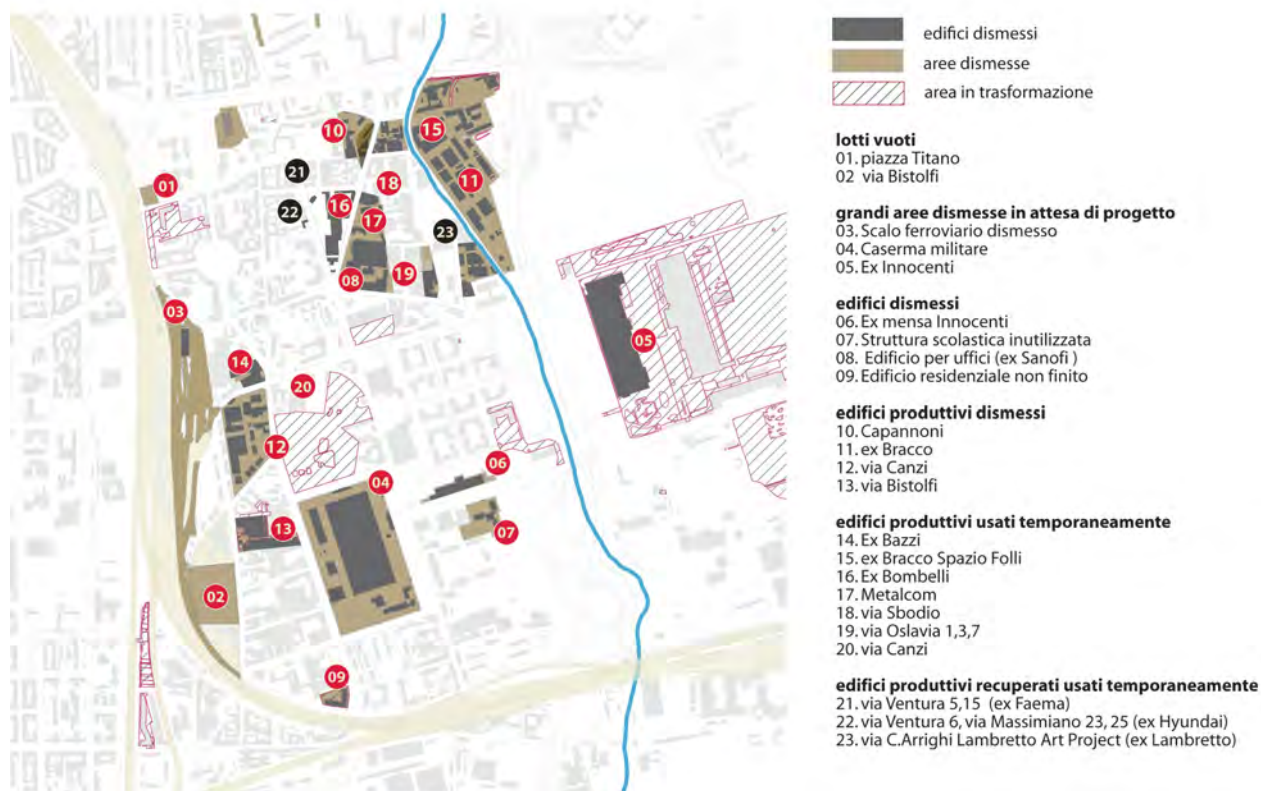 edifici dismessi
aree dismesse
area in trasformazione
lotti vuoti
01. piazza Titano
02 via Bistolfi
grandi aree dismesse in attesa di progetto
03. Scalo ferroviario dismesso
04. Caserma militare
05. Ex Innocenti
edifici dismessi
06. Ex mensa Innocenti
07. Struttura scolastica inutilizzata
08. Edificio per uffici (ex Sanofi )
09. Edificio residenziale non finito
edifici produttivi dismessi
10. Capannoni
11. ex Bracco
12. via Canzi
13. via Bistolfi
edifici produttivi usati temporaneamente
14. Ex Bazzi
15. ex Bracco Spazio Folli
16. Ex Bombelli
17. Metalcom
18. via Sbodio
19. via Oslavia 1,3,7
20. via Canzi
edifici produttivi recuperati usati temporaneamente
21. via Ventura 5,15 (ex Faema)
22. via Ventura 6, via Massimiano 23, 25 (ex Hyundai)
23. via C.Arrighi Lambretto Art Project (ex Lambretto)
10
15
21
18
11
01
16
22
17
23
08
19
03
05
14
20
12
06
04
13
07
02
09